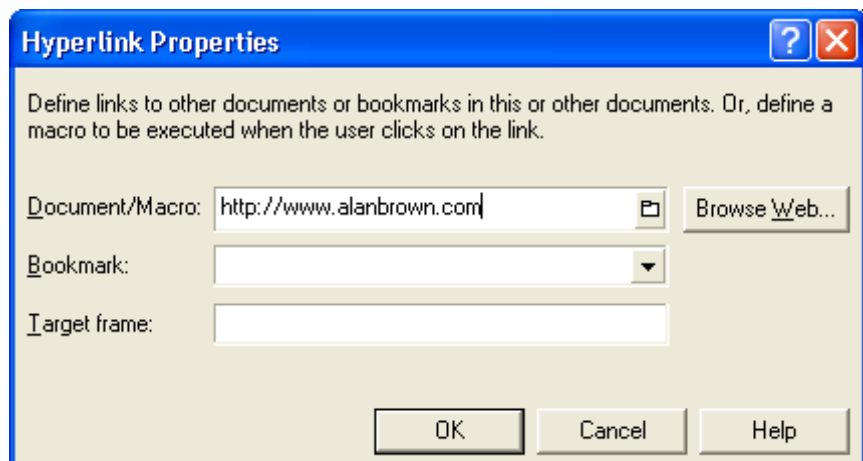 Hyperlink Properties
Define links to other documents or bookmarks in this or other documents. Or, define a
macro to be executed when the user clicks on the link.
Document/Macro: http://www.alanbrown.com Browse Web...
Bookmark:
Target frame:
OK Cancel Help